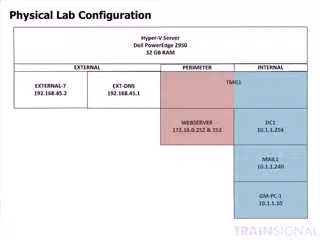 Physical Lab Configuration
Hyper-V Server
Dell PowerEdge 2950
32 GB RAM
EXTERNAL
PERIMETER
INTERNAL
EXTERNAL-7
192.168.45.2
EXT-DNS
192.168.45.1
TMG1
WEBSERVER
172.16.0.252 & 253
DC1
10.1.1.254
MAIL1
10.1.1.240
GM-PC-1
10.1.1.10
TRAINSIGNAL